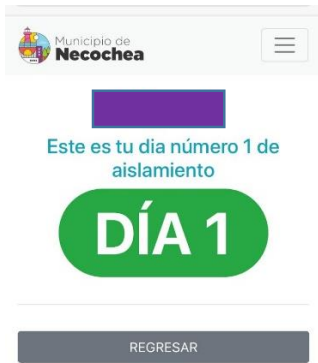 Municipio de
Necochea
Este es tu dia número 1 de
aislamiento
DÍA 1
REGRESAR